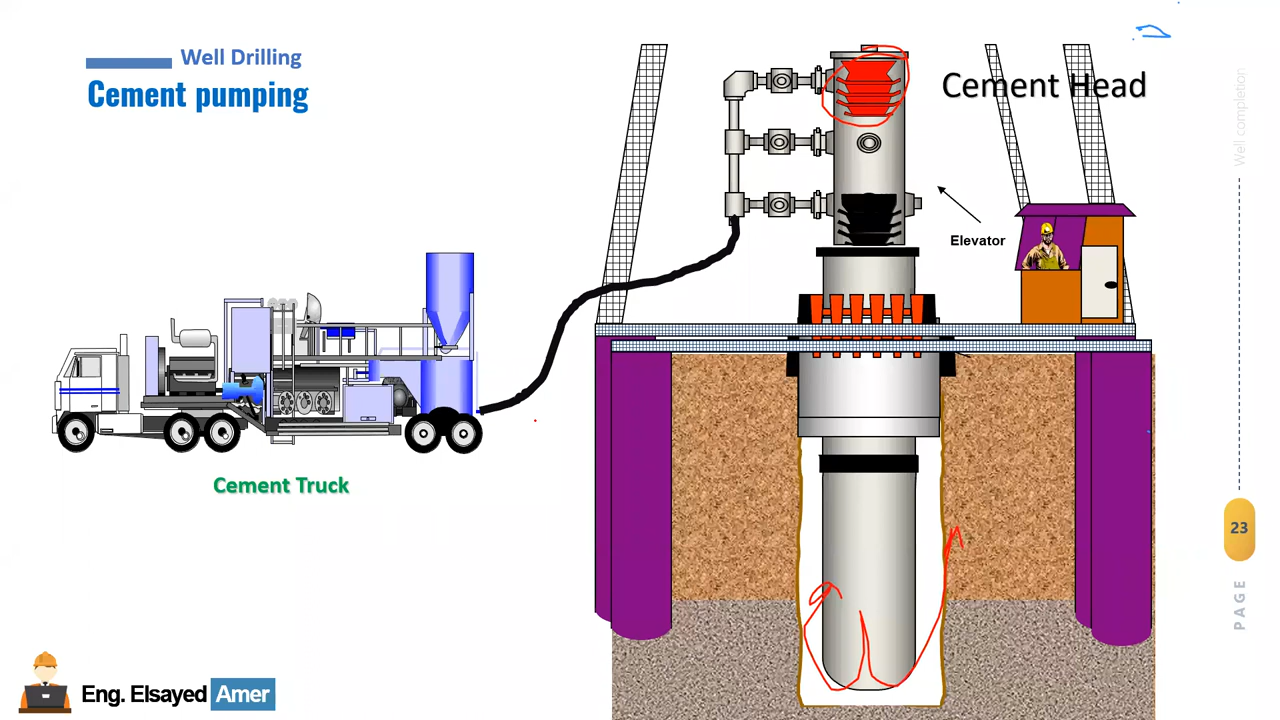 Well Drilling
Cement pumping
Cement Head
Well completion
Elevator
Cement Truck
23
PAGE
Eng. Elsayed Amer